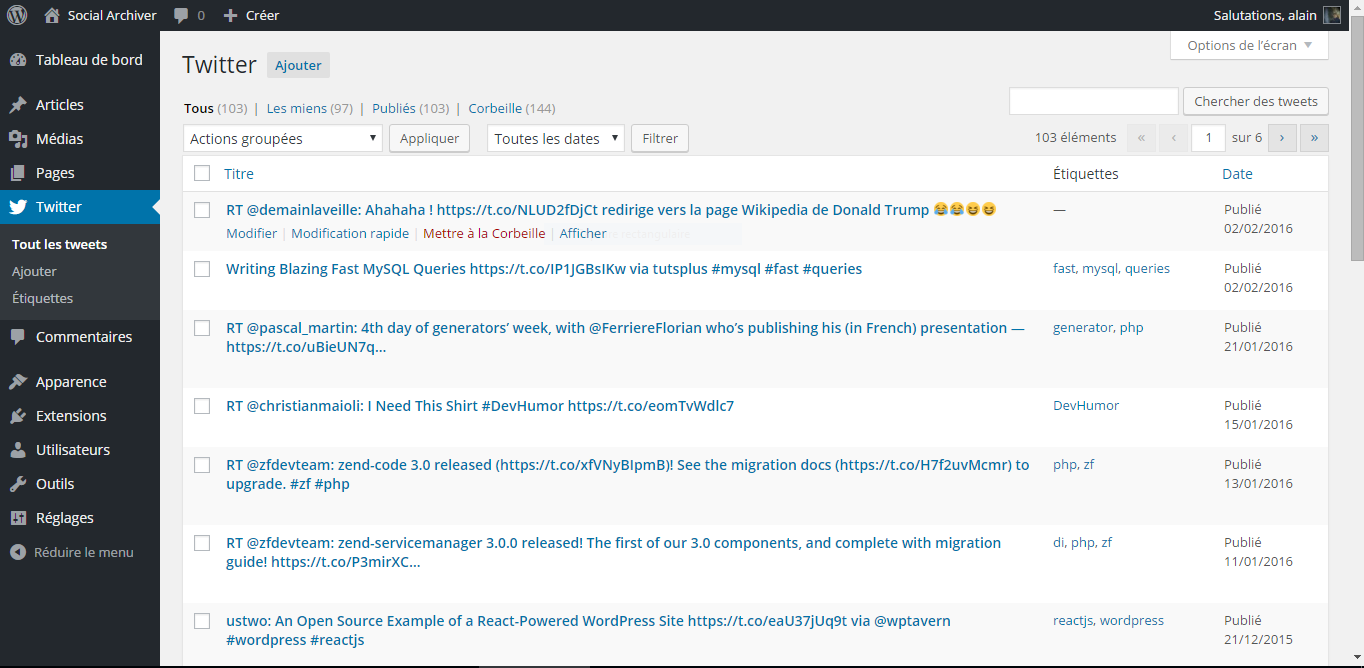 Social Archiver 0 Créer Salutations, alain
Options de l’écran
Tableau de bord
Articles
Médias
Pages
Twitter
Tout les tweets
Ajouter
Étiquettes
Commentaires
Apparence
Extensions
Utilisateurs
Outils
Réglages
Réduire le menu
Twitter Ajouter
Tous (103) | Les miens (97) | Publiés (103) | Corbeille (144)
Chercher des tweets
Actions groupées Appliquer Toutes les dates Filtrer 103 éléments « ‹ 1 sur 6 › »
Titre Étiquettes Date
RT @demainlaveille: Ahahaha ! https://t.co/NLUD2fDjCt redirige vers la page Wikipedia de Donald Trump 😂😂😆😆 — Publié
Modifier | Modification rapide | Mettre à la Corbeille | Afficher 02/02/2016
Writing Blazing Fast MySQL Queries https://t.co/IP1JGBsIKw via tutsplus #mysql #fast #queries fast, mysql, queries Publié
02/02/2016
RT @pascal_martin: 4th day of generators’ week, with @FerriereFlorian who’s publishing his (in French) presentation — generator, php Publié
https://t.co/uBieUN7q… 21/01/2016
RT @christianmaioli: I Need This Shirt #DevHumor https://t.co/eomTvWdlc7 DevHumor Publié
15/01/2016
RT @zfdevteam: zend-code 3.0 released (https://t.co/xfVNyBIpmB)! See the migration docs (https://t.co/H7f2uvMcmr) to php, zf Publié
upgrade. #zf #php 13/01/2016
RT @zfdevteam: zend-servicemanager 3.0.0 released! The first of our 3.0 components, and complete with migration di, php, zf Publié
guide! https://t.co/P3mirXC… 11/01/2016
ustwo: An Open Source Example of a React-Powered WordPress Site https://t.co/eaU37jUq9t via @wptavern reactjs, wordpress Publié
#wordpress #reactjs 21/12/2015